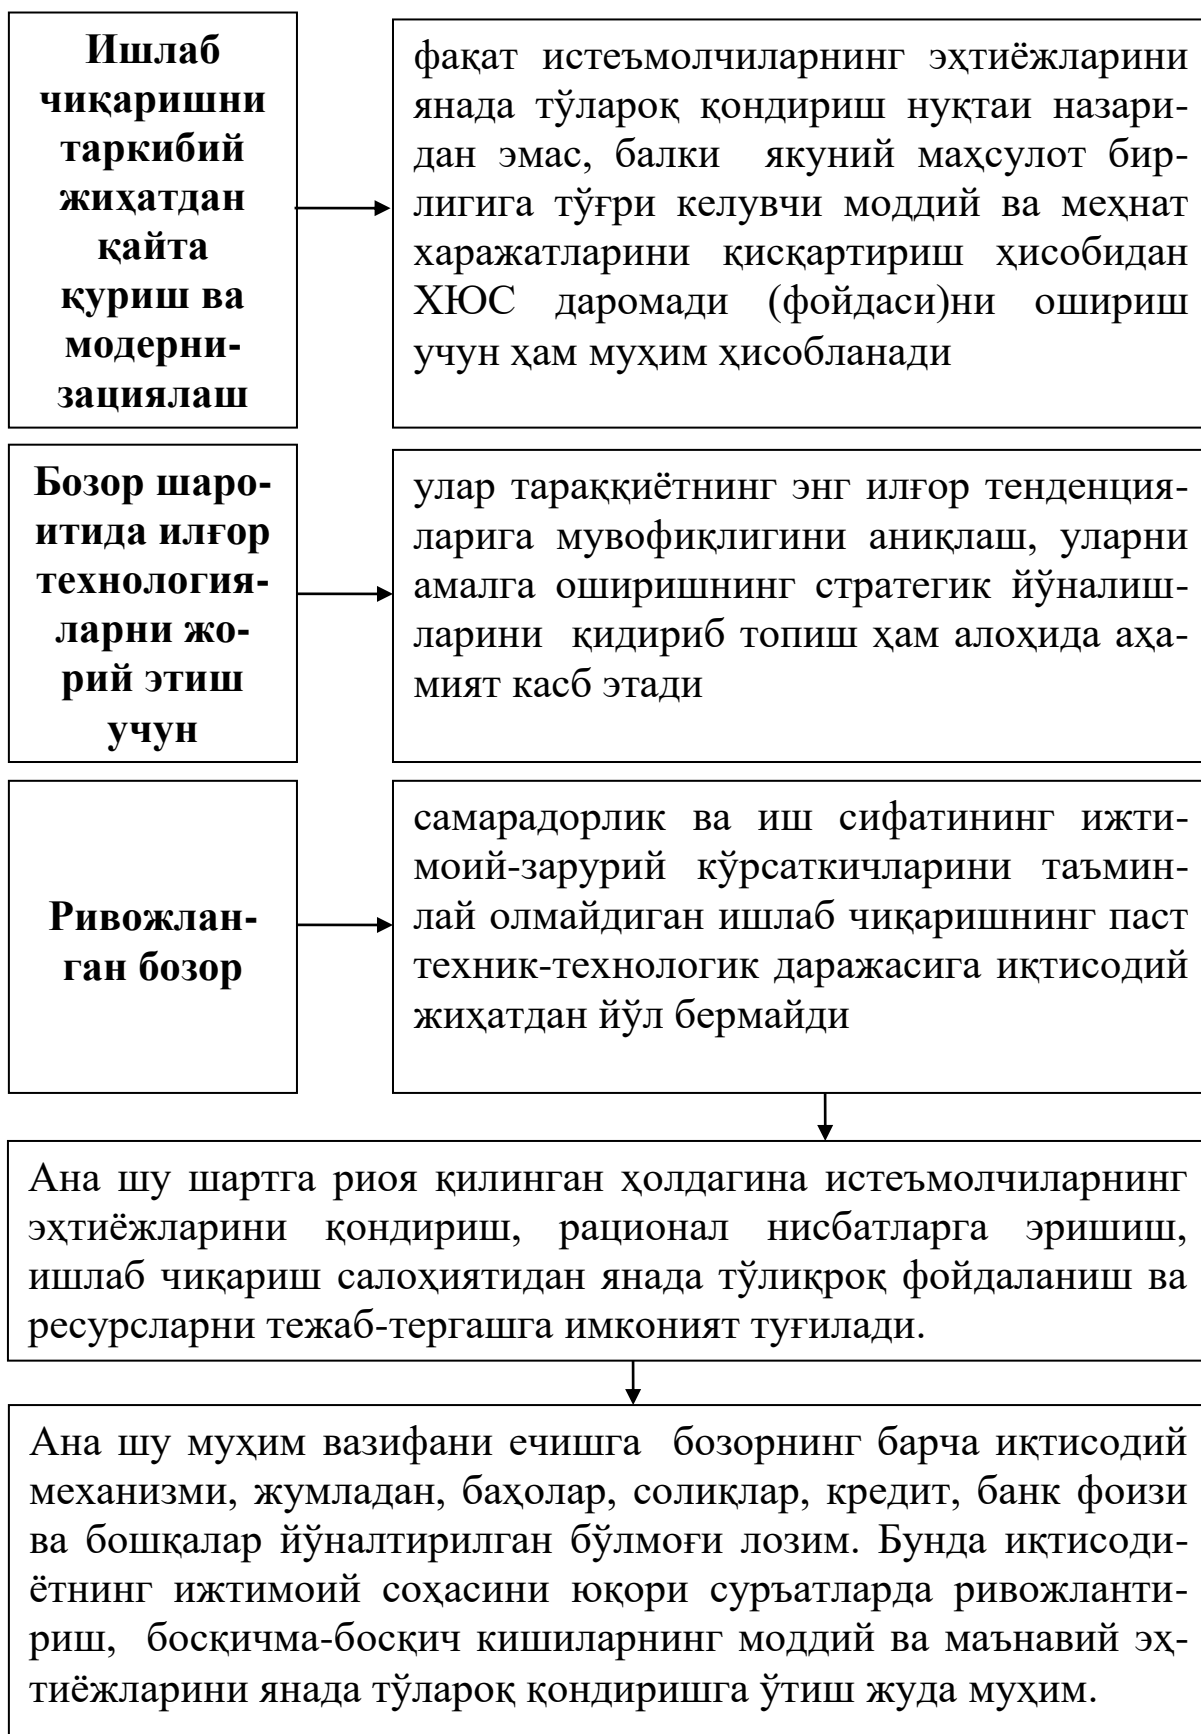 Ишлаб
чиқаришни
таркибий
жиҳатдан
қайта
қуриш ва
модерни-
зациялаш
фақат истеъмолчиларнинг эҳтиёжларини
янада тўлароқ қондириш нуқтаи назари-
дан эмас, балки якуний маҳсулот бир-
лигига тўғри келувчи моддий ва меҳнат
харажатларини қисқартириш ҳисобидан
ХЮС даромади (фойдаси)ни ошириш
учун ҳам муҳим ҳисобланади
Бозор шаро-
итида илғор
технология-
ларни жо-
рий этиш
учун
улар тараққиётнинг энг илғор тенденция-
ларига мувофиқлигини аниқлаш, уларни
амалга оширишнинг стратегик йўналиш-
ларини қидириб топиш ҳам алоҳида аҳа-
мият касб этади
Ривожлан-
ган бозор
самарадорлик ва иш сифатининг ижти-
моий-зарурий кўрсаткичларини таъмин-
лай олмайдиган ишлаб чиқаришнинг паст
техник-технологик даражасига иқтисодий
жиҳатдан йўл бермайди
Ана шу шартга риоя қилинган ҳолдагина истеъмолчиларнинг
эҳтиёжларини қондириш, рационал нисбатларга эришиш,
ишлаб чиқариш салоҳиятидан янада тўлиқроқ фойдаланиш ва
ресурсларни тежаб-тергашга имконият туғилади.
Ана шу муҳим вазифани ечишга бозорнинг барча иқтисодий
механизми, жумладан, баҳолар, солиқлар, кредит, банк фоизи
ва бошқалар йўналтирилган бўлмоғи лозим. Бунда иқтисоди-
ётнинг ижтимоий соҳасини юқори суръатларда ривожланти-
риш, босқичма-босқич кишиларнинг моддий ва маънавий эҳ-
тиёжларини янада тўлароқ қондиришга ўтиш жуда муҳим.